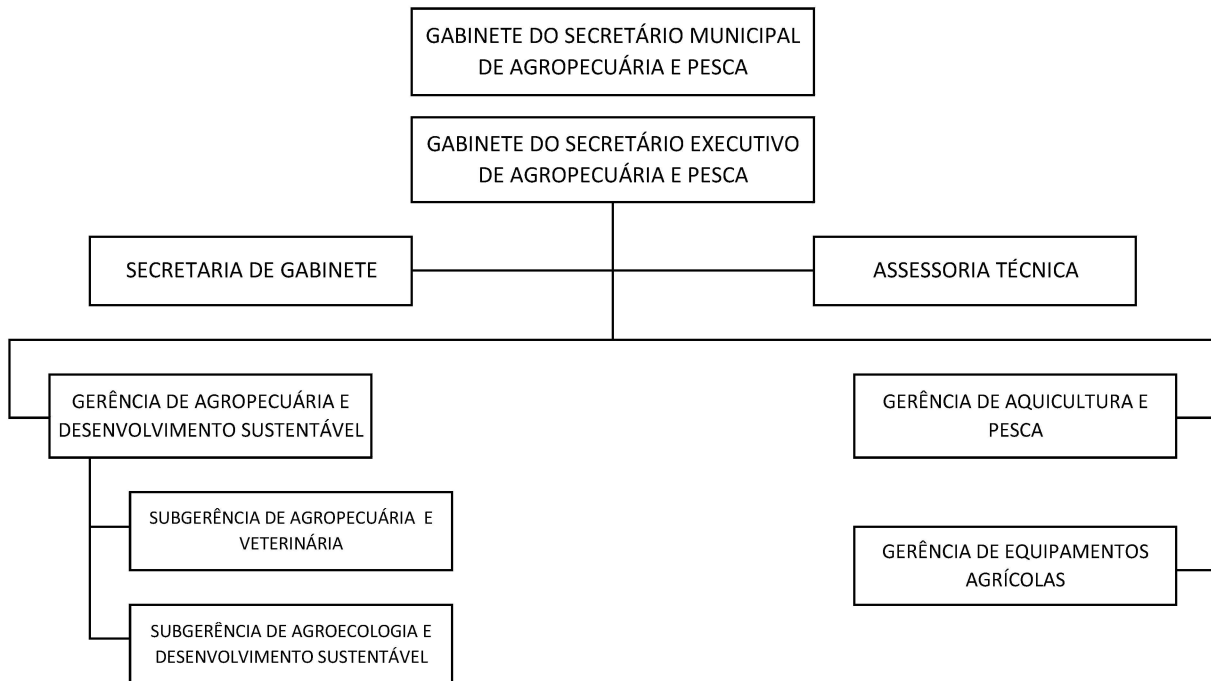 GABINETE DO SECRETÁRIO MUNICIPAL
DE AGROPECUÁRIA E PESCA
GABINETE DO SECRETÁRIO EXECUTIVO
DE AGROPECUÁRIA E PESCA
SECRETARIA DE GABINETE
ASSESSORIA TÉCNICA
GERÊNCIA DE AGROPECUÁRIA E
DESENVOLVIMENTO SUSTENTÁVEL
SUBGERÊNCIA DE AGROPECUÁRIA E
VETERINÁRIA
SUBGERÊNCIA DE AGROECOLOGIA E
DESENVOLVIMENTO SUSTENTÁVEL
GERÊNCIA DE AQUICULTURA E
PESCA
GERÊNCIA DE EQUIPAMENTOS
AGRÍCOLAS